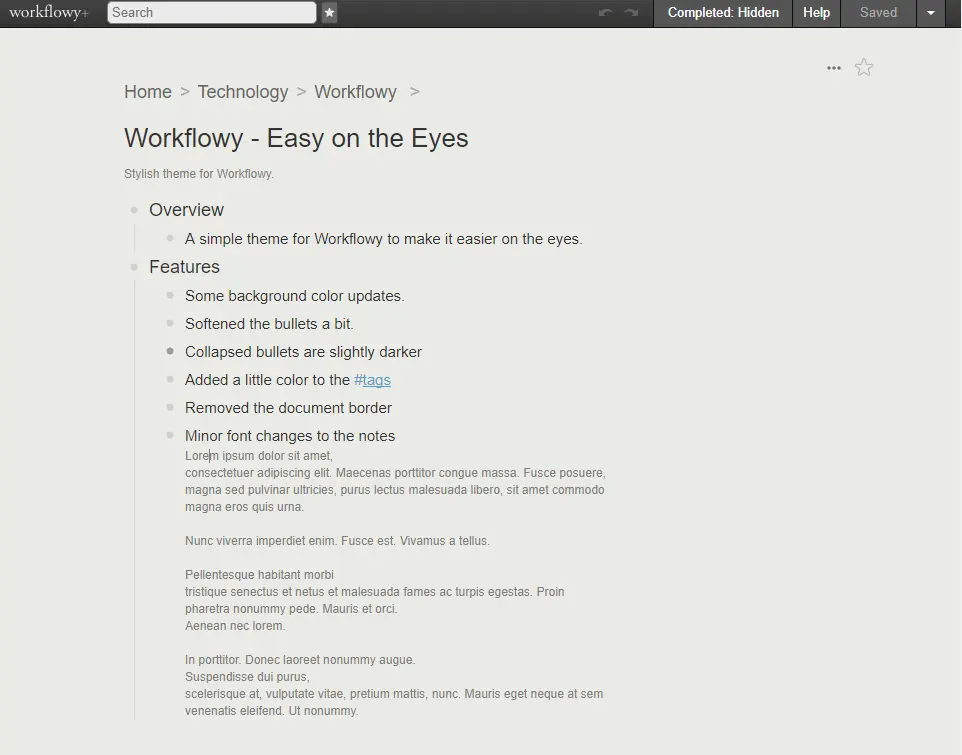 workflowy+ Search Completed: Hidden Help Saved
Home > Technology > Workflowy >
Workflowy - Easy on the Eyes
Stylish theme for Workflowy.
Overview
A simple theme for Workflowy to make it easier on the eyes.
Features
Some background color updates.
Softened the bullets a bit.
Collapsed bullets are slightly darker
Added a little color to the #tags
Removed the document border
Minor font changes to the notes
Lorem ipsum dolor sit amet,
consectetuer adipiscing elit. Maecenas porttitor congue massa. Fusce posuere,
magna sed pulvinar ultricies, purus lectus malesuada libero, sit amet commodo
magna eros quis urna.
Nunc viverra imperdiet enim. Fusce est. Vivamus a tellus.
Pellentesque habitant morbi
tristique senectus et netus et malesuada fames ac turpis egestas. Proin
pharetra nonummy pede. Mauris et orci.
Aenean nec lorem.
In porttitor. Donec laoreet nonummy augue.
Suspendisse dui purus,
scelerisque at, vulputate vitae, pretium mattis, nunc. Mauris eget neque at sem
venenatis eleifend. Ut nonummy.